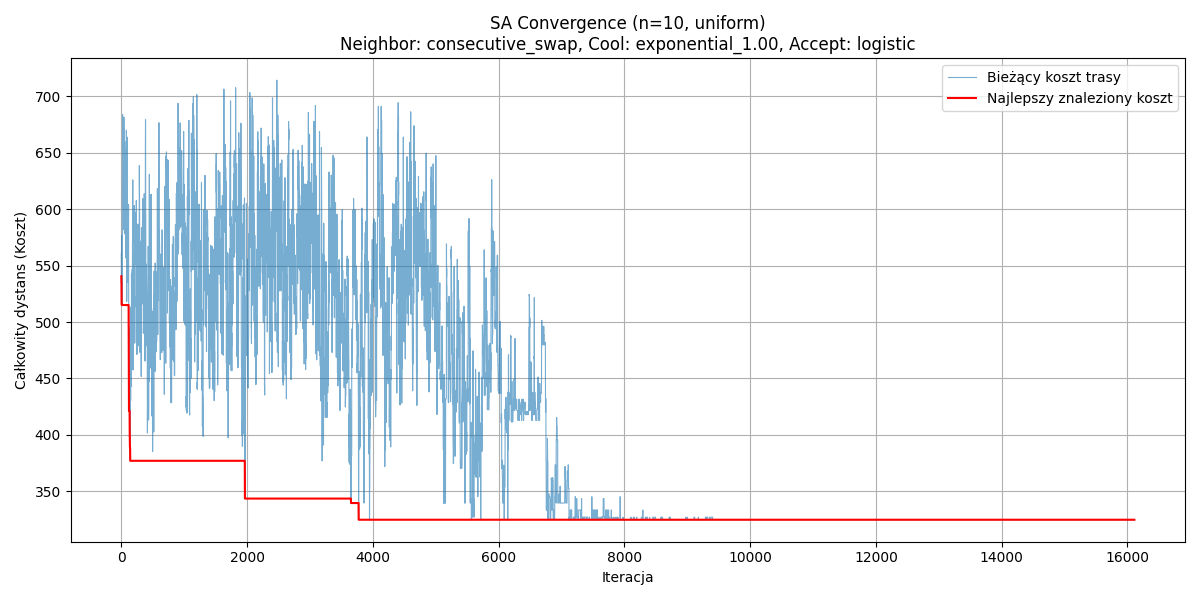 SA Convergence (n=10, uniform)
Neighbor: consecutive_swap, Cool: exponential_1.00, Accept: logistic
Bieżący koszt trasy
Najlepszy znaleziony koszt
Całkowity dystans (Koszt)
700
650
600
550
500
450
400
350
0
2000
4000
6000
8000
10000
12000
14000
16000
Iteracja